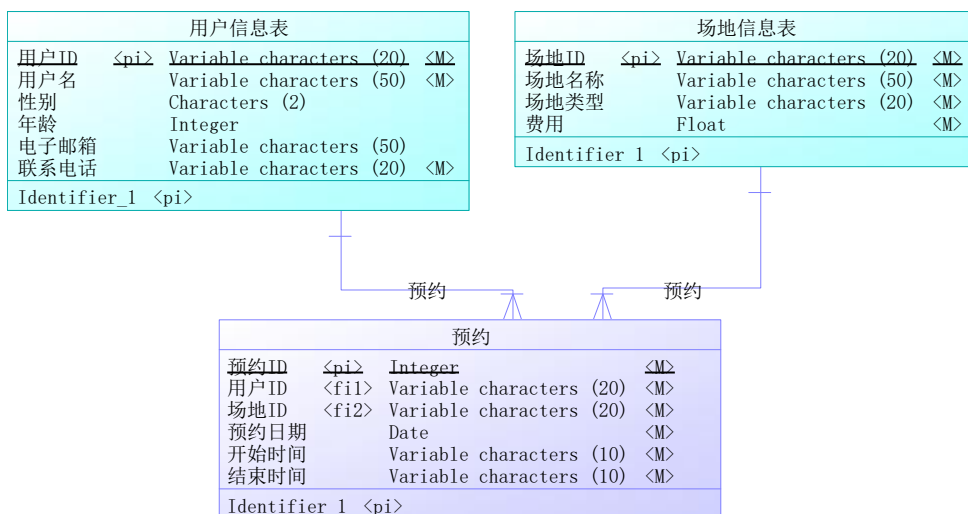 用户信息表
用户ID <pi> Variable characters (20) <M>
用户名 Variable characters (50) <M>
性别 Characters (2)
年龄 Integer
电子邮箱 Variable characters (50)
联系电话 Variable characters (20) <M>
Identifier_1 <pi>
场地信息表
场地ID <pi> Variable characters (20) <M>
场地名称 Variable characters (50) <M>
场地类型 Variable characters (20) <M>
费用 Float <M>
Identifier 1 <pi>
预约
预约
预约
预约ID <pi> Integer <M>
用户ID <fi1> Variable characters (20) <M>
场地ID <fi2> Variable characters (20) <M>
预约日期 Date <M>
开始时间 Variable characters (10) <M>
结束时间 Variable characters (10) <M>
Identifier 1 <pi>